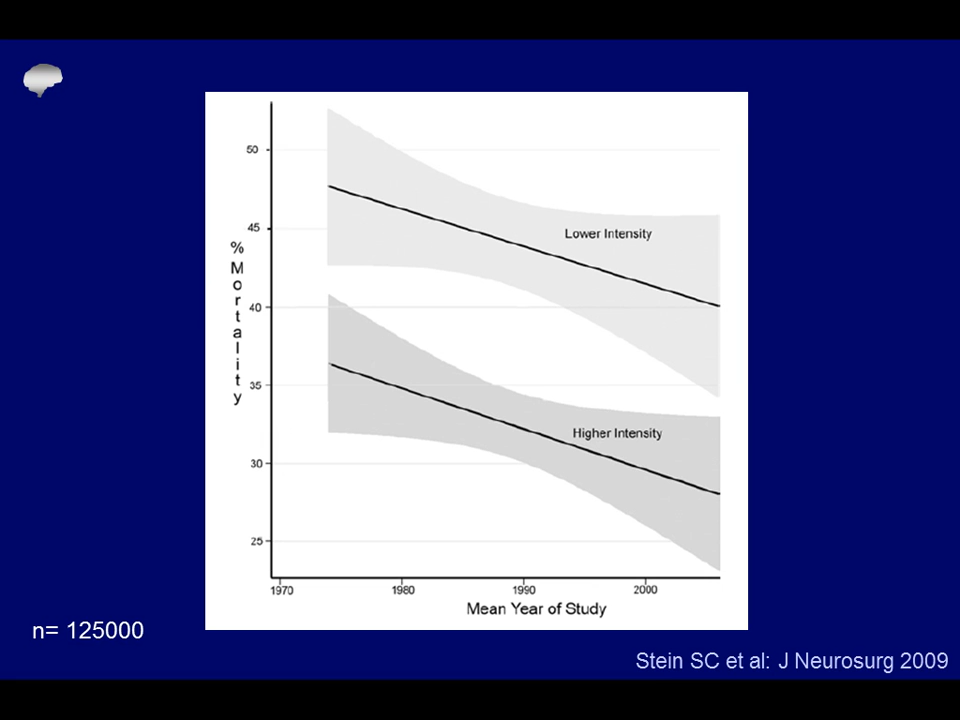 50
45
40
35
30
25
% Mortality
Lower Intensity
Higher Intensity
1970 1980 1990 2000
Mean Year of Study
n= 125000
Stein SC et al: J Neurosurg 2009